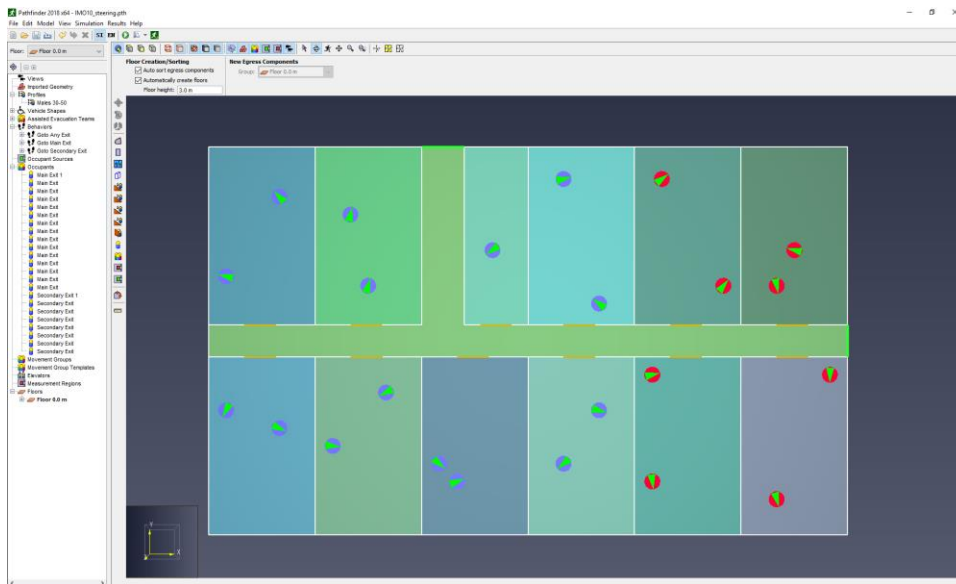 Pathfinder 2018 x64 - IMO10_steering.pth
File Edit Model View Simulation Results Help
Floor: Floor 0.0 m
Floor Creation/Sorting
New Egress Components
Auto sort egress components
Group: Floor 0.0 m
Automatically create floors
Floor height: 3.0 m
Views
Imported Geometry
Profiles
Males 30-50
Vehicle Shapes
Assisted Evacuation Teams
Behaviors
Goto Any Exit
Goto Main Exit
Goto Secondary Exit
Occupant Sources
Occupants
Main Exit 1
Main Exit
Main Exit
Main Exit
Main Exit
Main Exit
Main Exit
Main Exit
Main Exit
Main Exit
Main Exit
Main Exit
Main Exit
Main Exit
Main Exit
Secondary Exit 1
Secondary Exit
Secondary Exit
Secondary Exit
Secondary Exit
Secondary Exit
Secondary Exit
Secondary Exit
Movement Groups
Movement Group Templates
Elevators
Measurement Regions
Floors
Floor 0.0 m
Y
X